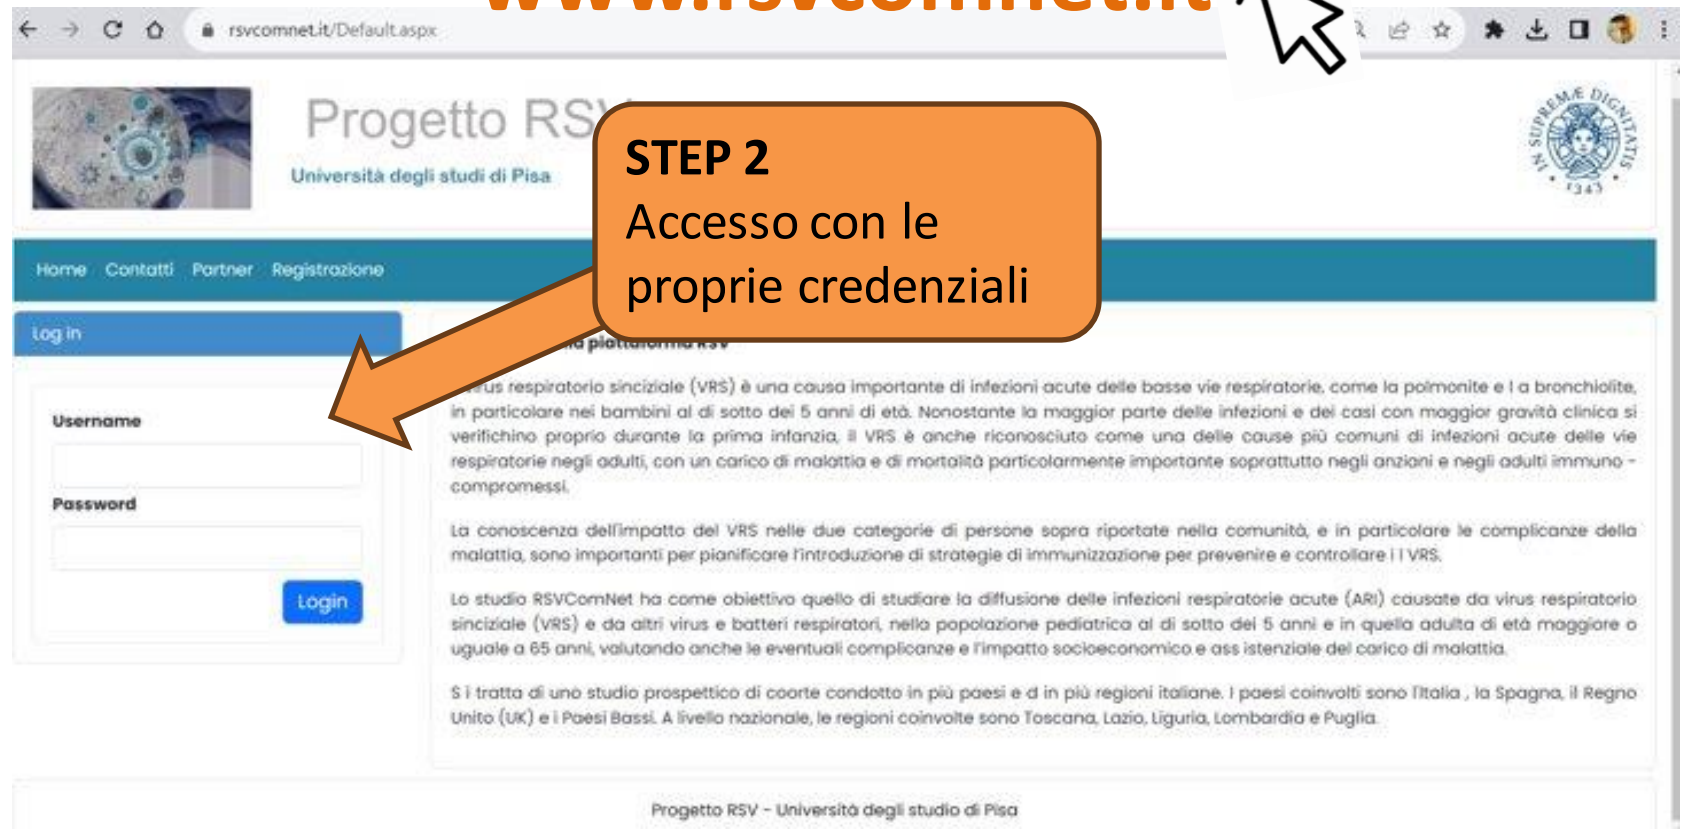 www.rsvcomnet.it
rsvcomnet.it/Default.aspx
Progetto RSV
Università degli studi di Pisa
IN SUPREMÆ DIGNITATIS
1343
STEP 2
Accesso con le
proprie credenziali
Home Contatti Partner Registrazione
Log in
piattaforma RSV
Username
Password
Login
virus respiratorio sinciziale (VRS) è una causa importante di infezioni acute delle basse vie respiratorie, come la polmonite e l a bronchiolite,
in particolare nei bambini al di sotto dei 5 anni di età. Nonostante la maggior parte delle infezioni e dei casi con maggior gravità clinica si
verifichino proprio durante la prima infanzia, il VRS è anche riconosciuto come una delle cause più comuni di infezioni acute delle vie
respiratorie negli adulti, con un carico di malattia e di mortalità particolarmente importante soprattutto negli anziani e negli adulti immuno -
compromessi.
La conoscenza dell'impatto del VRS nelle due categorie di persone sopra riportate nella comunità, e in particolare le complicanze della
malattia, sono importanti per pianificare l'introduzione di strategie di immunizzazione per prevenire e controllare i l VRS.
Lo studio RSVComNet ha come obiettivo quello di studiare la diffusione delle infezioni respiratorie acute (ARI) causate da virus respiratorio
sinciziale (VRS) e da altri virus e batteri respiratori, nella popolazione pediatrica al di sotto dei 5 anni e in quella adulta di età maggiore o
uguale a 65 anni, valutando anche le eventuali complicanze e l'impatto socioeconomico e ass istenziale del carico di malattia.
S i tratta di uno studio prospettico di coorte condotto in più paesi e d in più regioni italiane. I paesi coinvolti sono l'Italia , la Spagna, il Regno
Unito (UK) e i Paesi Bassi. A livello nazionale, le regioni coinvolte sono Toscana, Lazio, Liguria, Lombardia e Puglia.
Progetto RSV - Università degli studio di Pisa